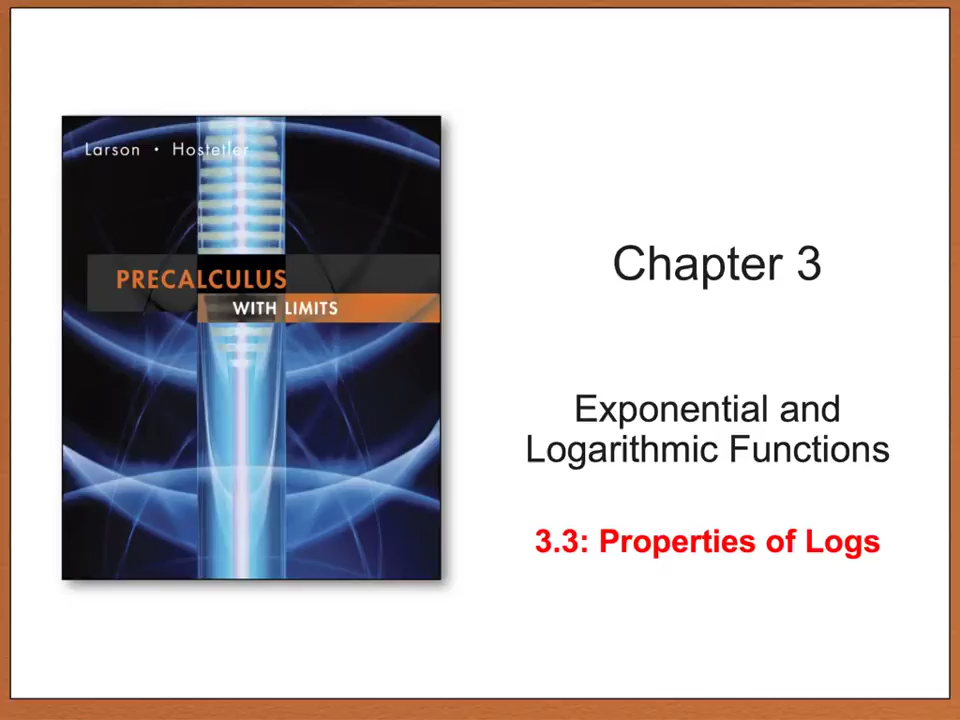 Larson • Hostetler
PRECALCULUS
WITH LIMITS
Chapter 3
Exponential and
Logarithmic Functions
3.3: Properties of Logs